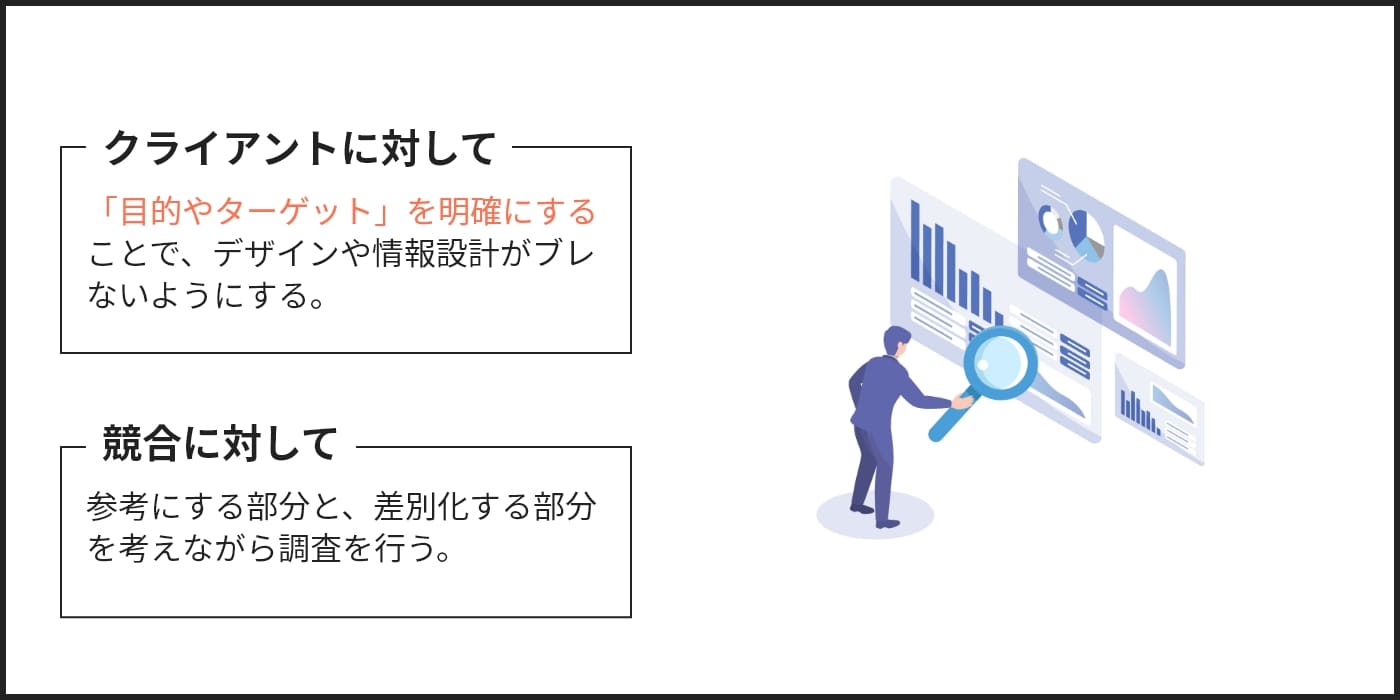 クライアントに対して
「目的やターゲット」を明確にする
ことで、デザインや情報設計がブレ
ないようにする。
競合に対して
参考にする部分と、差別化する部分
を考えながら調査を行う。